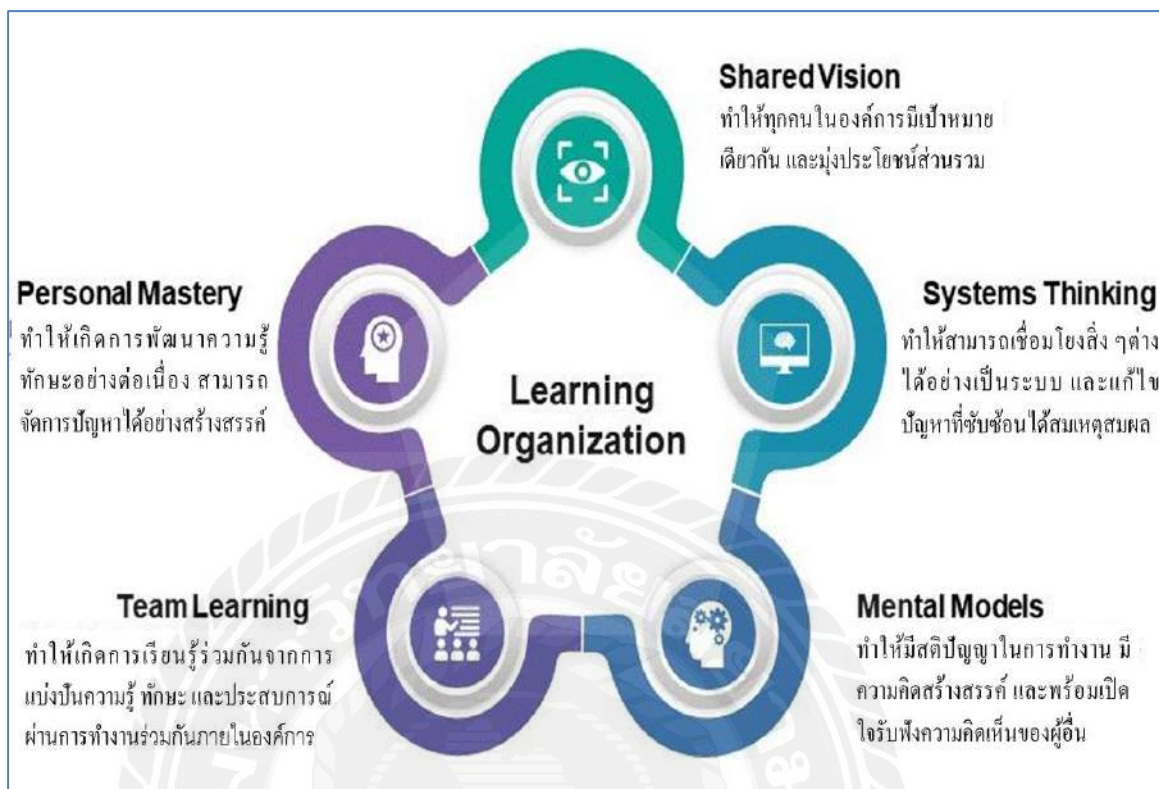 Shared Vision
ทำให้ทุกคนในองค์การมีเป้าหมาย
เดียวกัน และมุ่งประโยชน์ส่วนรวม
Personal Mastery
ทำให้เกิดการพัฒนาความรู้
ทักษะอย่างต่อเนื่อง สามารถ
จัดการปัญหาได้อย่างสร้างสรรค์
Systems Thinking
ทำให้สามารถเชื่อมโยงสิ่ง ๆต่าง
ได้อย่างเป็นระบบ และแก้ไข
ปัญหาที่ซับซ้อนได้สมเหตุสมผล
Learning
Organization
Team Learning
ทำให้เกิดการเรียนรู้ร่วมกันจากการ
แบ่งปันความรู้ ทักษะ และประสบการณ์
ผ่านการทำงานร่วมกันภายในองค์การ
Mental Models
ทำให้มีสติปัญญาในการทำงาน มี
ความคิดสร้างสรรค์ และพร้อมเปิด
ใจรับฟังความคิดเห็นของผู้อื่น